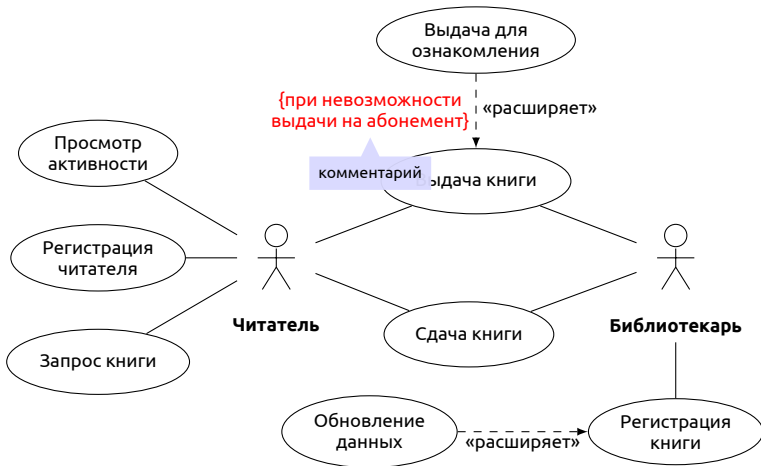 Выдача для
ознакомления
{при невозможности
выдачи на абонемент}
«расширяет»
Просмотр
активности
комментарий
Выдача книги
Регистрация
читателя
Читатель
Сдача книги
Библиотекарь
Запрос книги
Обновление
данных
«расширяет»
Регистрация
книги